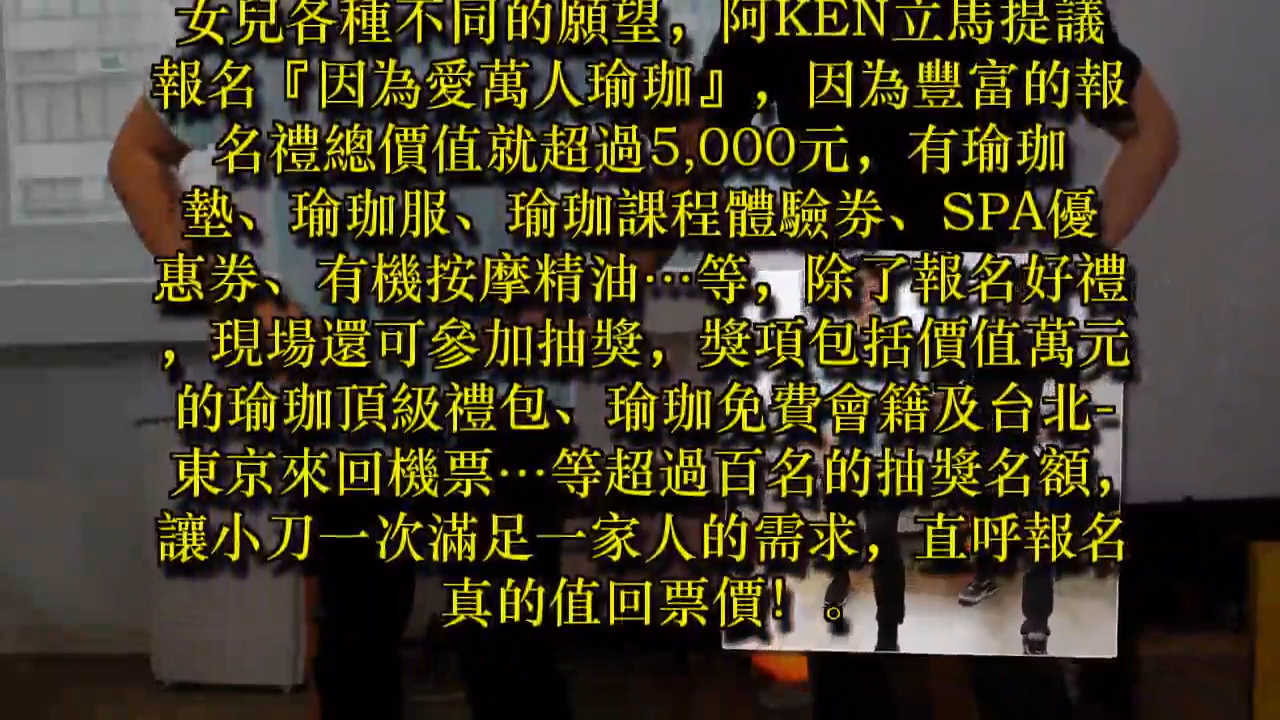 女兒各種不同的願望，阿KEN立馬提議
報名『因為愛萬人瑜珈』，因為豐富的報
名禮總價值就超過5,000元，有瑜珈
墊、瑜珈服、瑜珈課程體驗券、SPA優
惠券、有機按摩精油…等，除了報名好禮
，現場還可參加抽獎，獎項包括價值萬元
的瑜珈頂級禮包、瑜珈免費會籍及台北-
東京來回機票…等超過百名的抽獎名額，
讓小刀一次滿足一家人的需求，直呼報名
真的值回票價！。